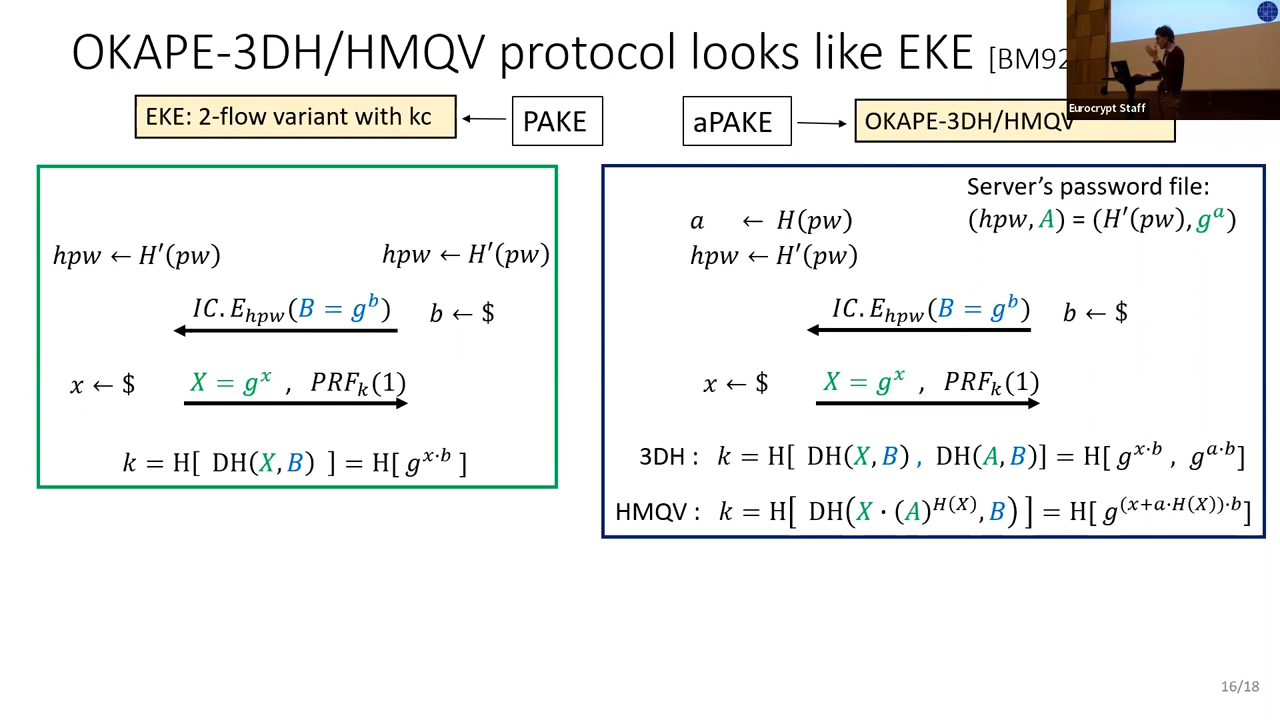 OKAPE-3DH/HMQV protocol looks like EKE [BM92
Eurocrypt Staff
EKE: 2-flow variant with kc
PAKE
aPAKE
OKAPE-3DH/HMQV
hpw ← H′(pw)
hpw ← H′(pw)
IC.E_hpw(B = g^b)
b ← $
x ← $
X = g^x , PRF_k(1)
k = H[ DH(X, B) ] = H[ g^{x·b} ]
Server's password file:
a ← H(pw)
(hpw, A) = (H′(pw), g^a)
hpw ← H′(pw)
IC.E_hpw(B = g^b)
b ← $
x ← $
X = g^x , PRF_k(1)
3DH : k = H[ DH(X, B) , DH(A, B)] = H[ g^{x·b} , g^{a·b}]
HMQV : k = H[ DH(X · (A)^{H(X)}, B) ] = H[ g^{(x+a·H(X))·b}]
16/18